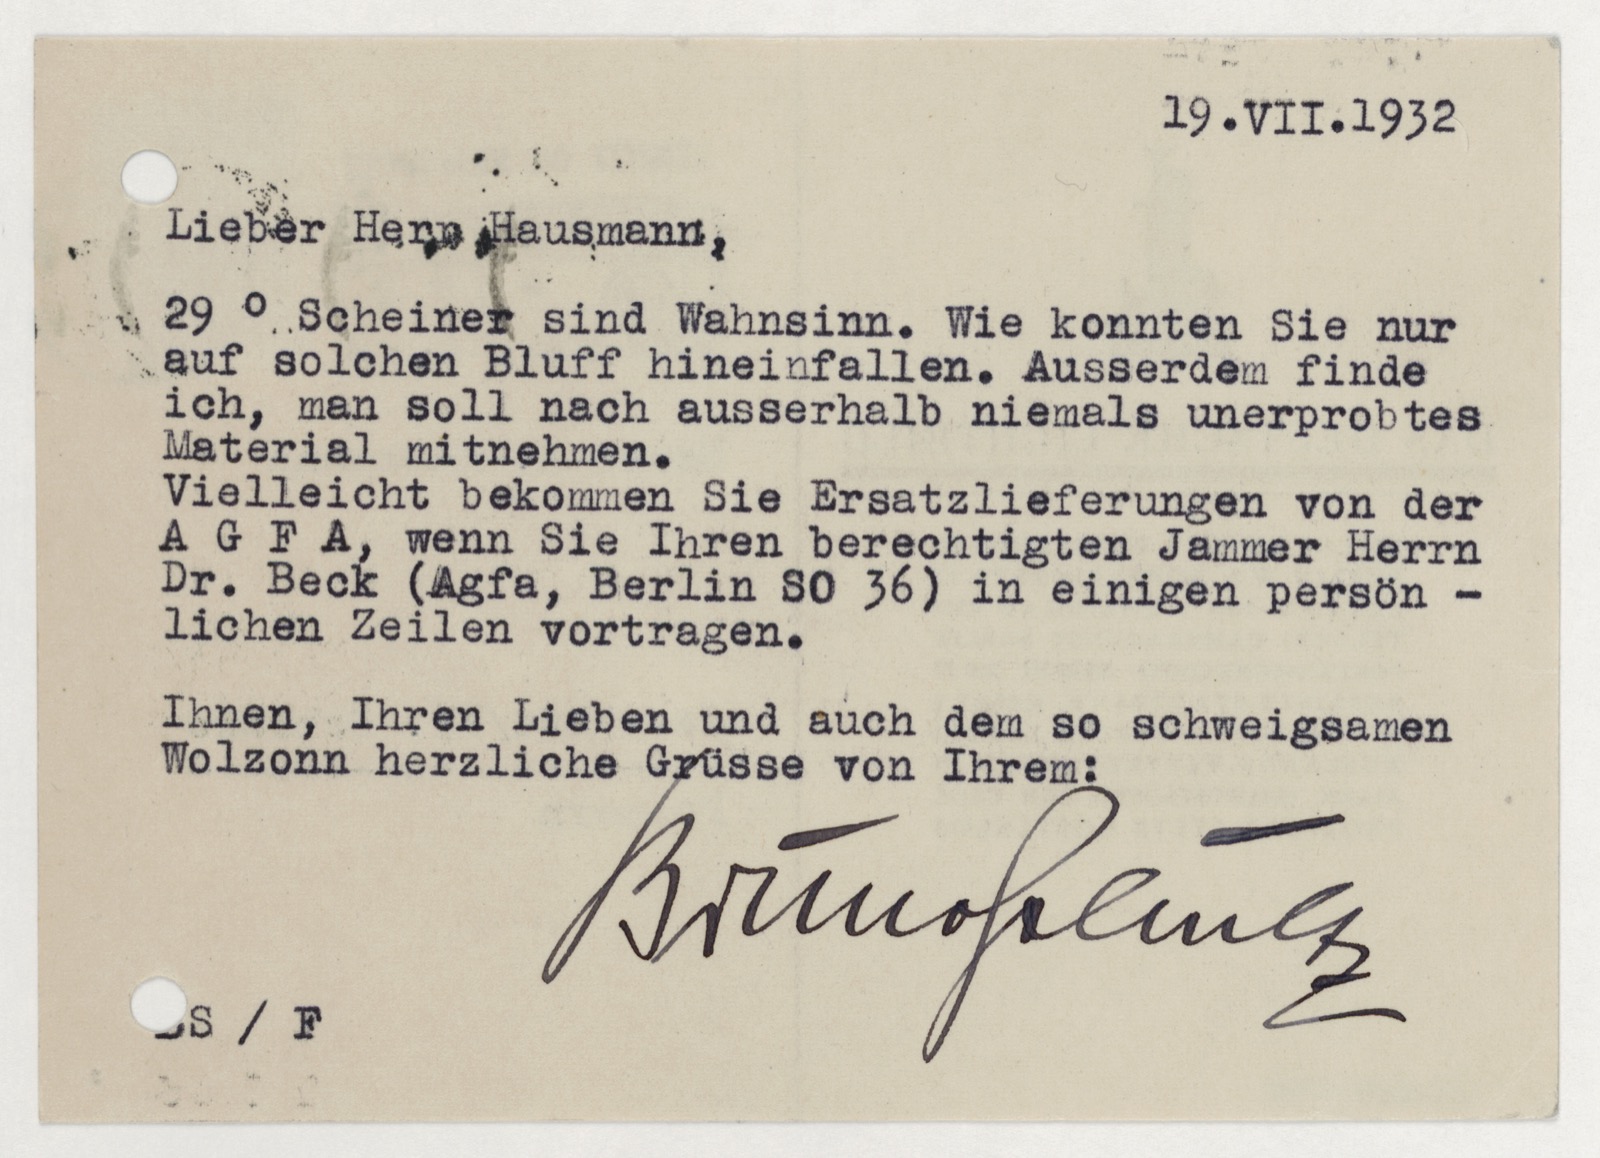 19.VII.1932
Lieber Herr Hausmann,
29 ° Scheiner sind Wahnsinn. Wie konnten Sie nur
auf solchen Bluff hineinfallen. Ausserdem finde
ich, man soll nach ausserhalb niemals unerprobtes
Material mitnehmen.
Vielleicht bekommen Sie Ersatzlieferungen von der
A G F A, wenn Sie Ihren berechtigten Jammer Herrn
Dr. Beck (Agfa, Berlin SO 36) in einigen persön -
lichen Zeilen vortragen.
Ihnen, Ihren Lieben und auch dem so schweigsamen
Wolzonn herzliche Grüsse von Ihrem:
Bruno Schultz
BS / F